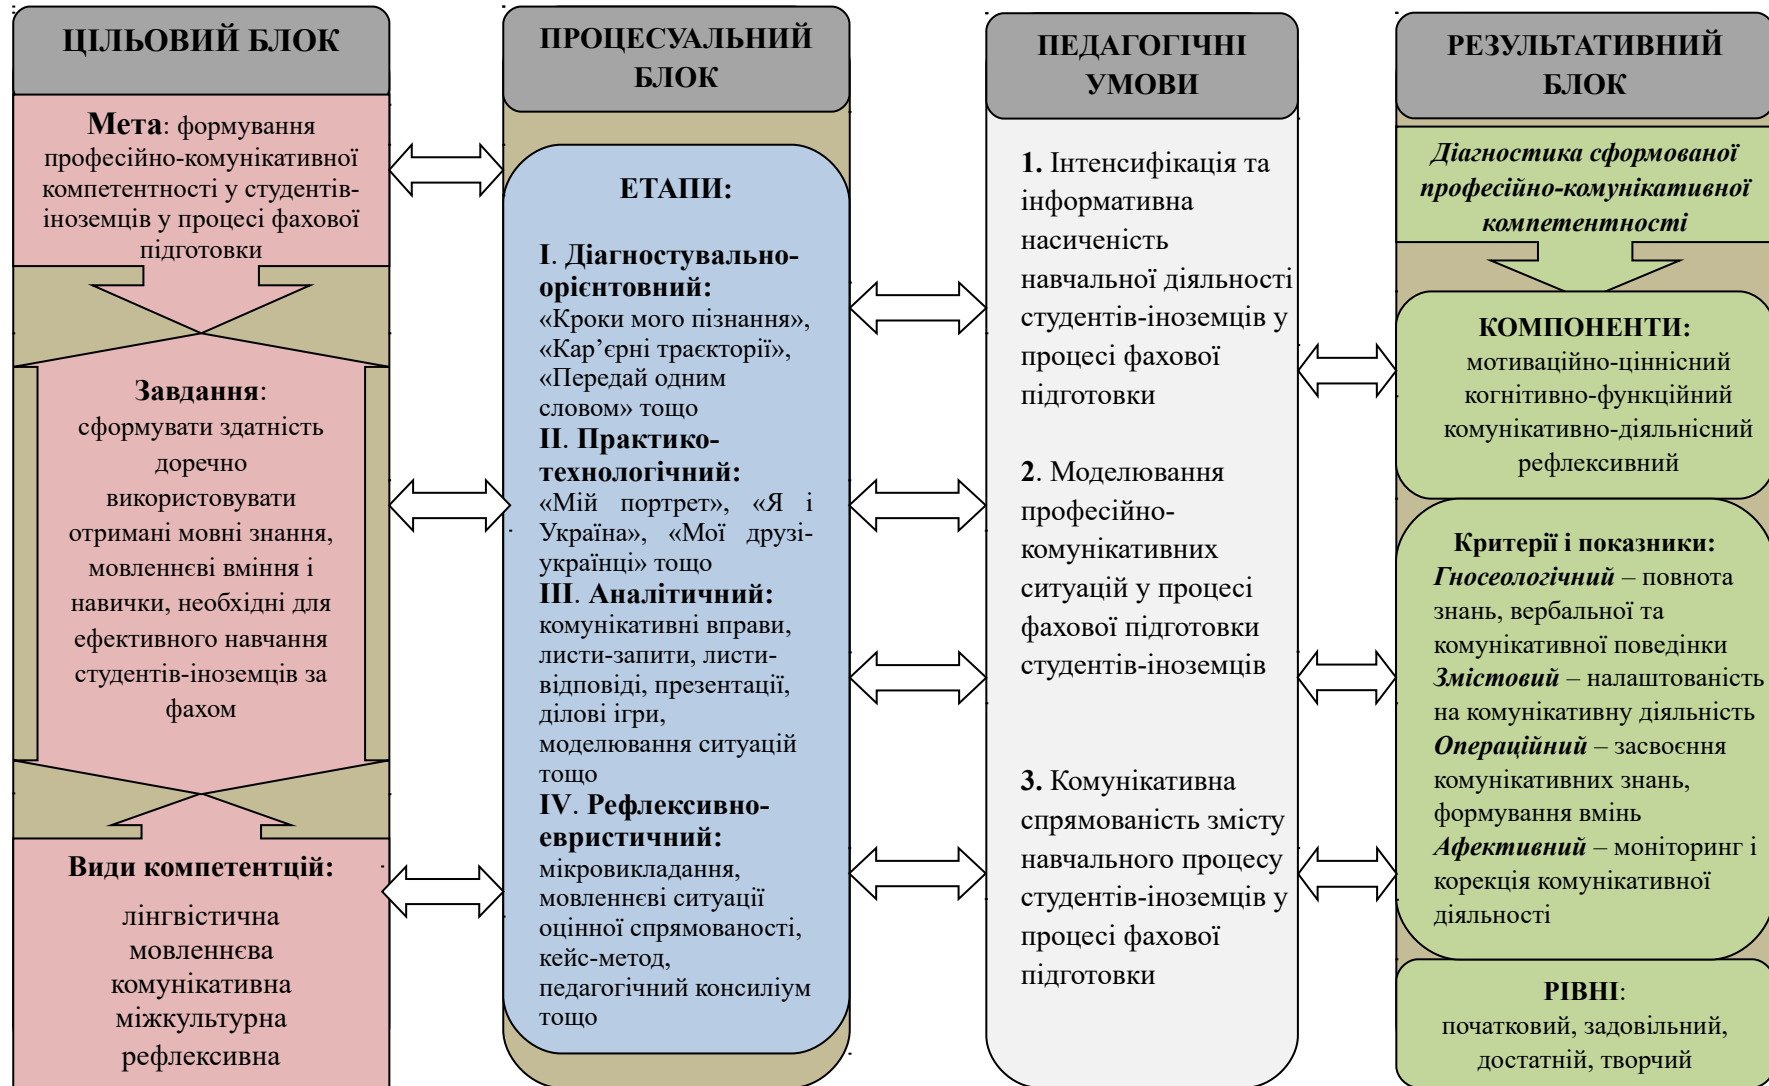 ЦІЛЬОВИЙ БЛОК
Мета: формування
професійно-комунікативної
компетентності у студентів-
іноземців у процесі фахової
підготовки
Завдання:
сформувати здатність
доречно
використовувати
отримані мовні знання,
мовленнєві вміння і
навички, необхідні для
ефективного навчання
студентів-іноземців за
фахом
Види компетентцій:
лінгвістична
мовленнєва
комунікативна
міжкультурна
рефлексивна
ПРОЦЕСУАЛЬНИЙ
БЛОК
ЕТАПИ:
І. Діагностувально-
орієнтовний:
«Кроки мого пізнання»,
«Кар’єрні траєкторії»,
«Передай одним
словом» тощо
ІІ. Практико-
технологічний:
«Мій портрет», «Я і
Україна», «Мої друзі-
українці» тощо
ІІІ. Аналітичний:
комунікативні вправи,
листи-запити, листи-
відповіді, презентації,
ділові ігри,
моделювання ситуацій
тощо
IV. Рефлексивно-
евристичний:
мікровикладання,
мовленнєві ситуації
оцінної спрямованості,
кейс-метод,
педагогічний консиліум
тощо
ПЕДАГОГІЧНІ
УМОВИ
1. Інтенсифікація та
інформативна
насиченість
навчальної діяльності
студентів-іноземців у
процесі фахової
підготовки
2. Моделювання
професійно-
комунікативних
ситуацій у процесі
фахової підготовки
студентів-іноземців
3. Комунікативна
спрямованість змісту
навчального процесу
студентів-іноземців у
процесі фахової
підготовки
РЕЗУЛЬТАТИВНИЙ
БЛОК
Діагностика сформованої
професійно-комунікативної
компетентності
КОМПОНЕНТИ:
мотиваційно-ціннісний
когнітивно-функційний
комунікативно-діяльнісний
рефлексивний
Критерії і показники:
Гносеологічний – повнота
знань, вербальної та
комунікативної поведінки
Змістовий – налаштованість
на комунікативну діяльність
Операційний – засвоєння
комунікативних знань,
формування вмінь
Афективний – моніторинг і
корекція комунікативної
діяльності
РІВНІ:
початковий, задовільний,
достатній, творчий